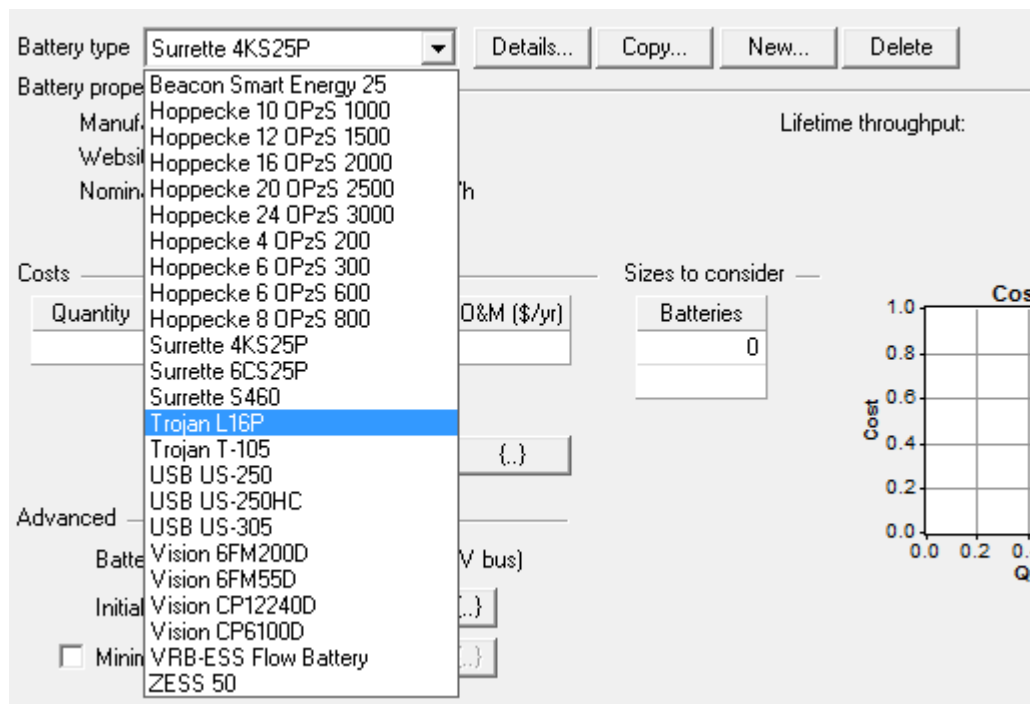 Battery type Surrette 4KS25P Details... Copy... New... Delete
Battery prope
Manuf
Lifetime throughput:
Websi
Nomin
'h
Beacon Smart Energy 25
Hoppecke 10 OPzS 1000
Hoppecke 12 OPzS 1500
Hoppecke 16 OPzS 2000
Hoppecke 20 OPzS 2500
Hoppecke 24 OPzS 3000
Hoppecke 4 OPzS 200
Hoppecke 6 OPzS 300
Hoppecke 6 OPzS 600
Hoppecke 8 OPzS 800
Surrette 4KS25P
Surrette 6CS25P
Surrette S460
Trojan L16P
Trojan T-105
USB US-250
USB US-250HC
USB US-305
Vision 6FM200D
Vision 6FM55D
Vision CP12240D
Vision CP6100D
VRB-ESS Flow Battery
ZESS 50
Costs
Quantity O&M ($/yr)
{..}
Sizes to consider
Batteries
0
Cos
1.0
0.8
0.6
0.4
0.2
0.0
Cost
0.0 0.2 0.
Q
Advanced
Batte V bus)
Initial {..}
Minim {..}